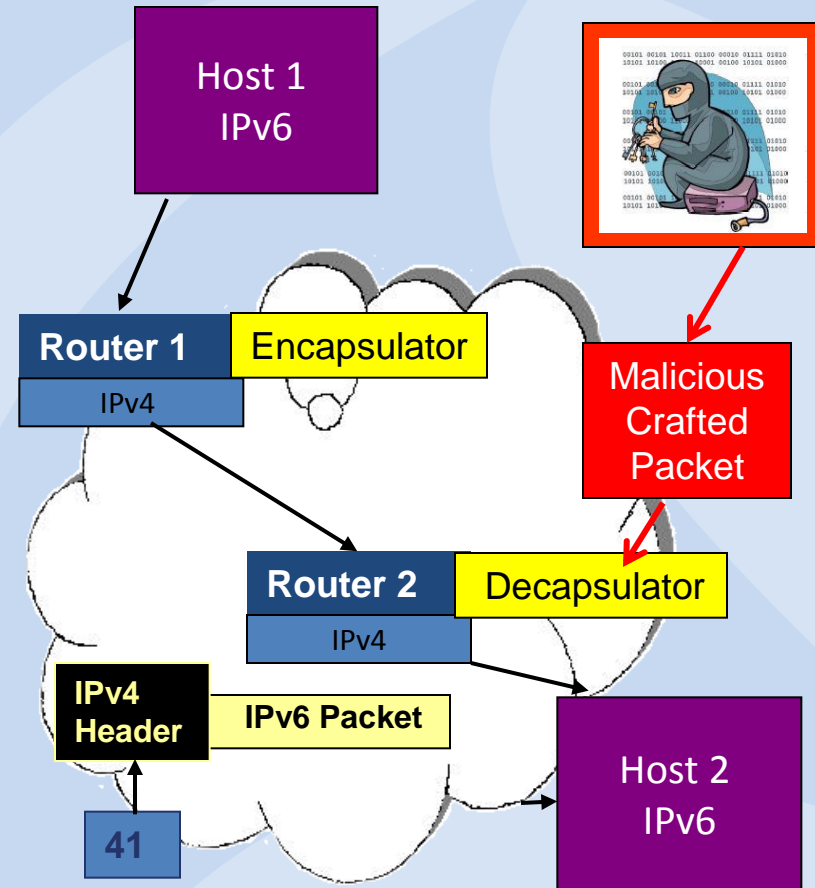 Host 1
IPv6
Router 1
Encapsulator
IPv4
Malicious
Crafted
Packet
Router 2
Decapsulator
IPv4
IPv4
Header
IPv6 Packet
41
Host 2
IPv6